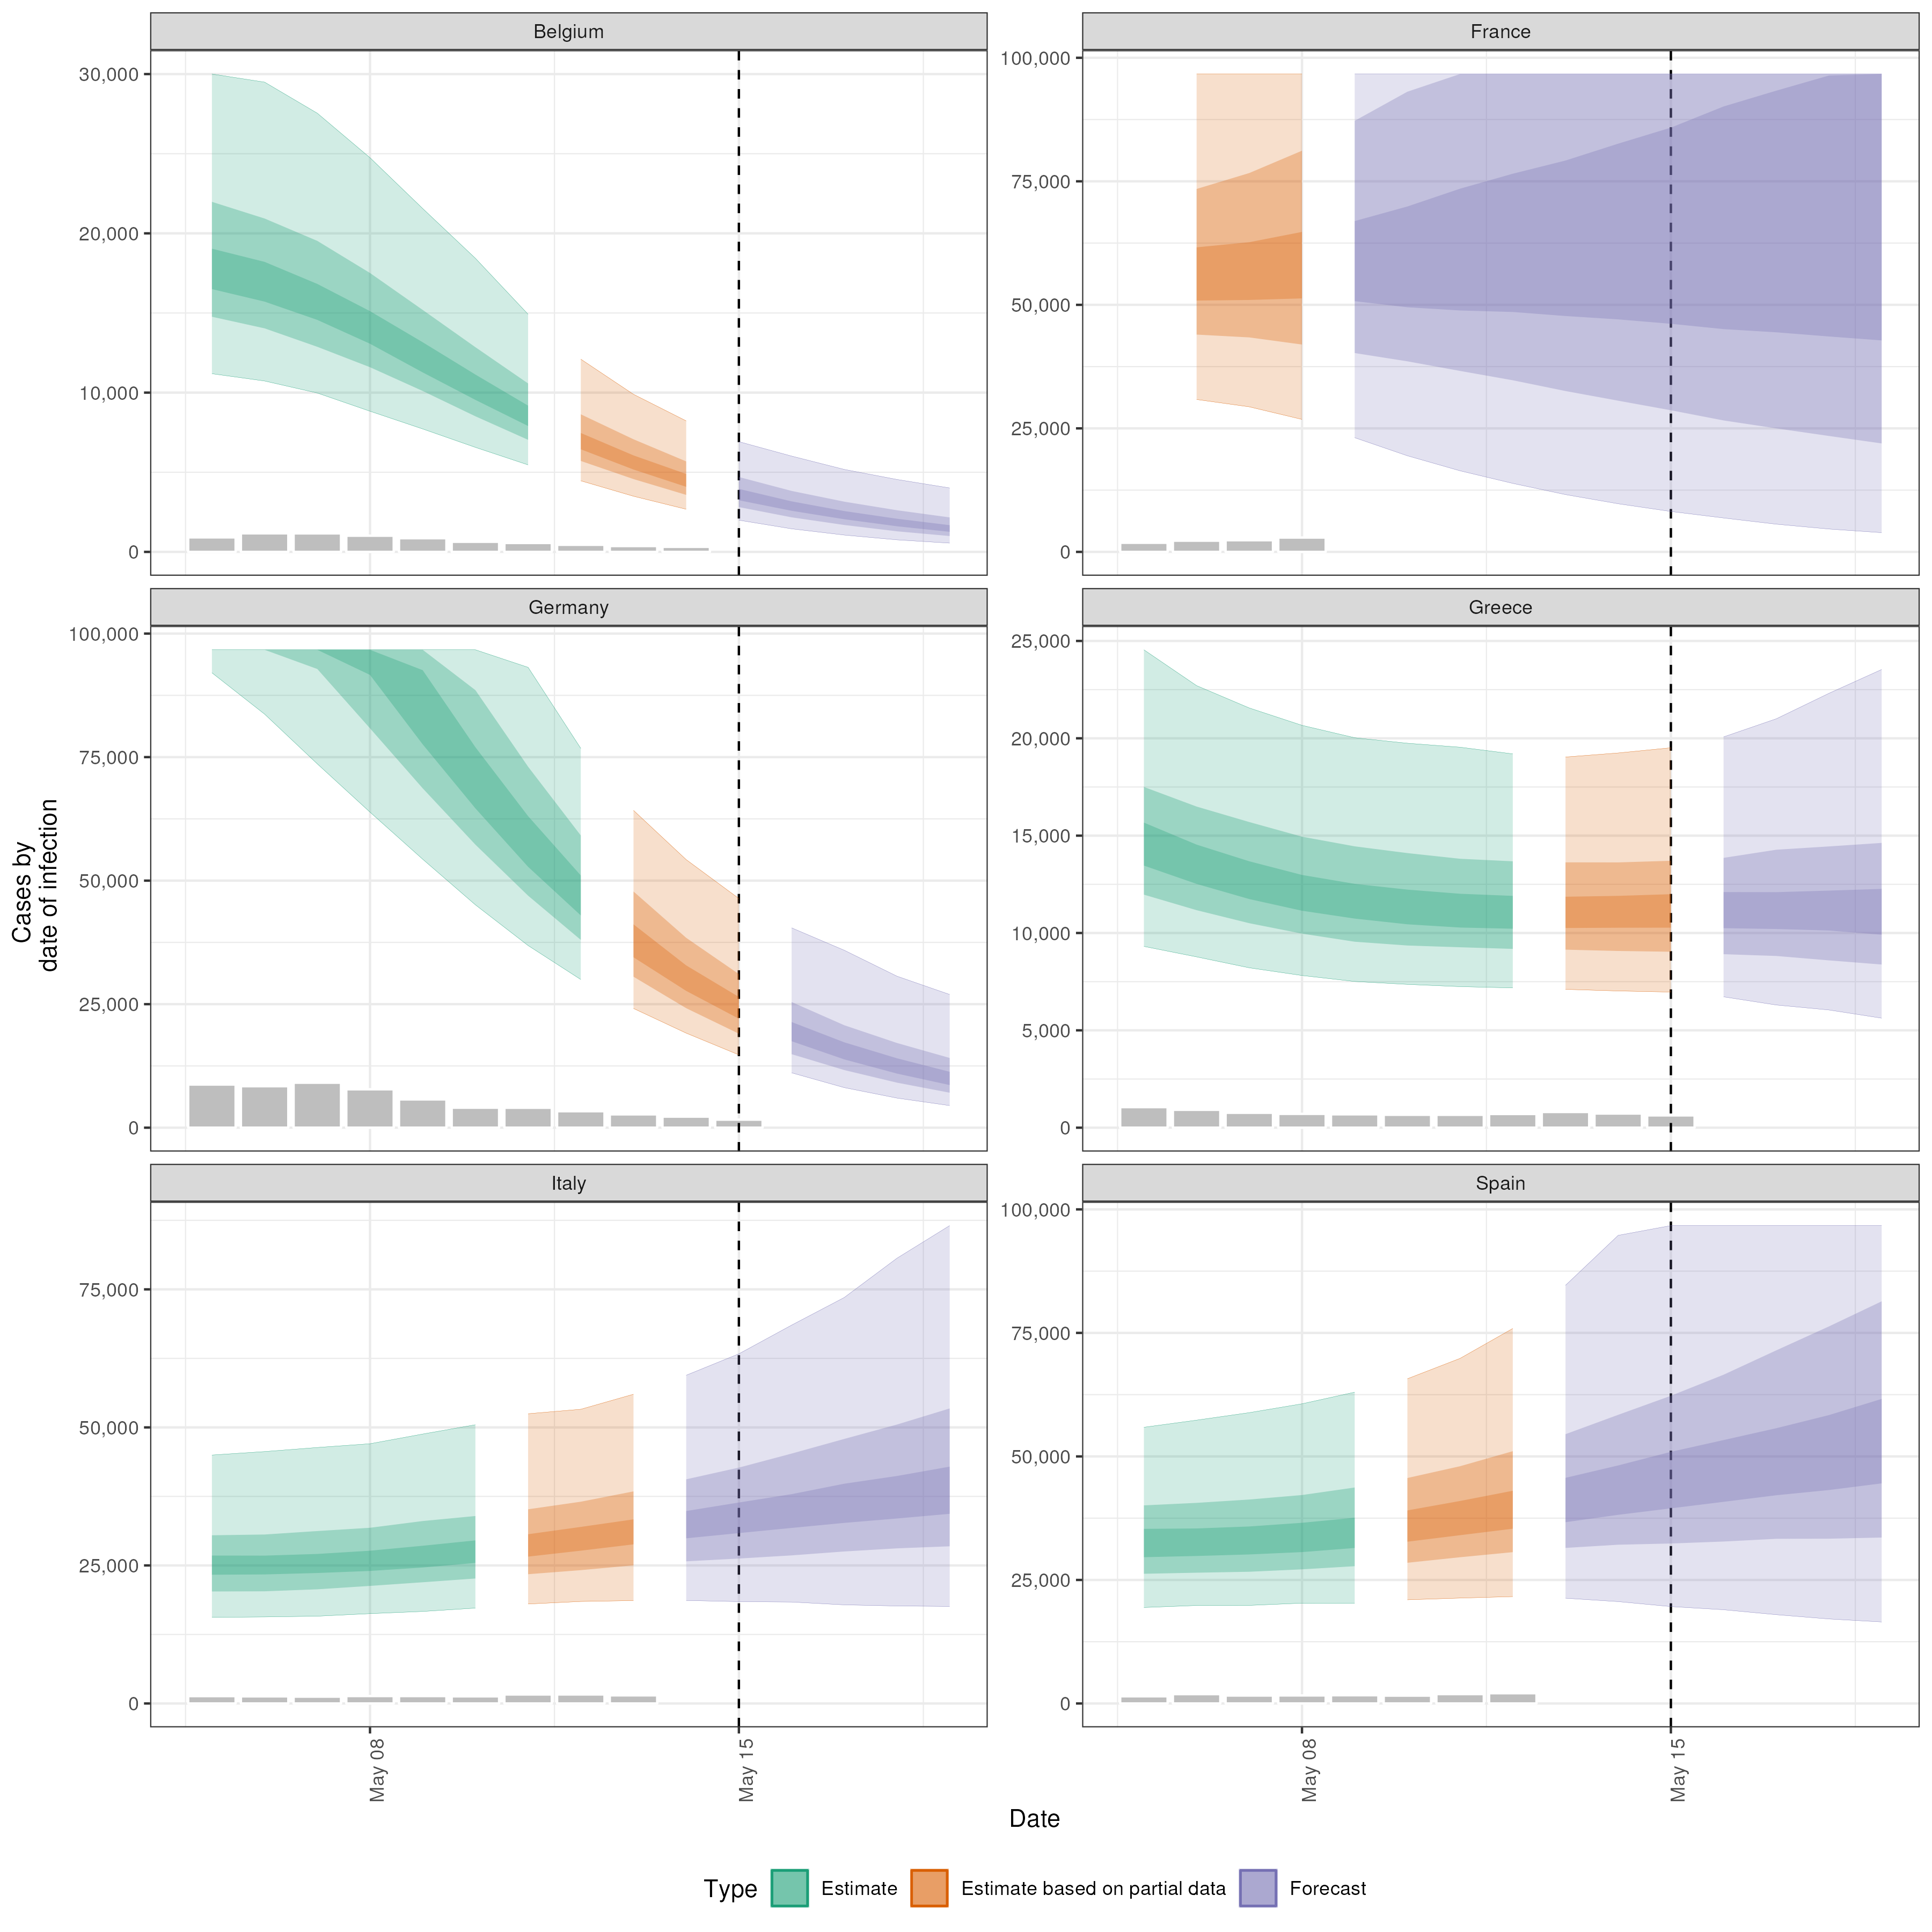 Belgium
France
30,000
20,000
10,000
0
100,000
75,000
50,000
25,000
0
Germany
Greece
100,000
75,000
50,000
25,000
0
25,000
20,000
15,000
10,000
5,000
0
Italy
Spain
75,000
50,000
25,000
0
100,000
75,000
50,000
25,000
0
Cases by
date of infection
May 08
May 15
May 08
May 15
Date
Type
Estimate
Estimate based on partial data
Forecast